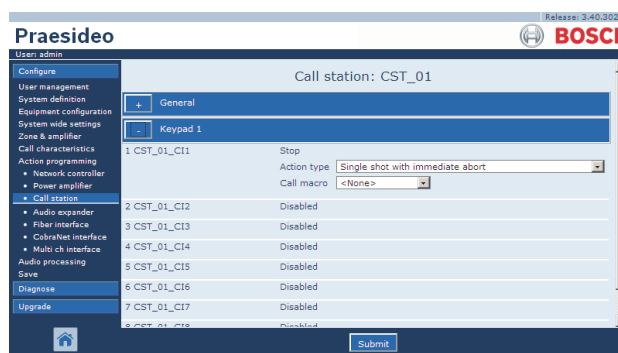 Release: 3.40.302
Praesideo
BOSC
User: admin
Configure
User management
System definition
Equipment configuration
System wide settings
Zone & amplifier
Call characteristics
Action programming
• Network controller
• Power amplifier
• Call station
• Audio expander
• Fiber interface
• CobraNet interface
• Multi ch interface
Audio processing
Save
Diagnose
Upgrade
Call station: CST_01
+ General
- Keypad 1
1 CST_01_CI1 Stop
Action type Single shot with immediate abort
Call macro <None>
2 CST_01_CI2 Disabled
3 CST_01_CI3 Disabled
4 CST_01_CI4 Disabled
5 CST_01_CI5 Disabled
6 CST_01_CI6 Disabled
7 CST_01_CI7 Disabled
8 CST_01_CI8 Disabled
Submit